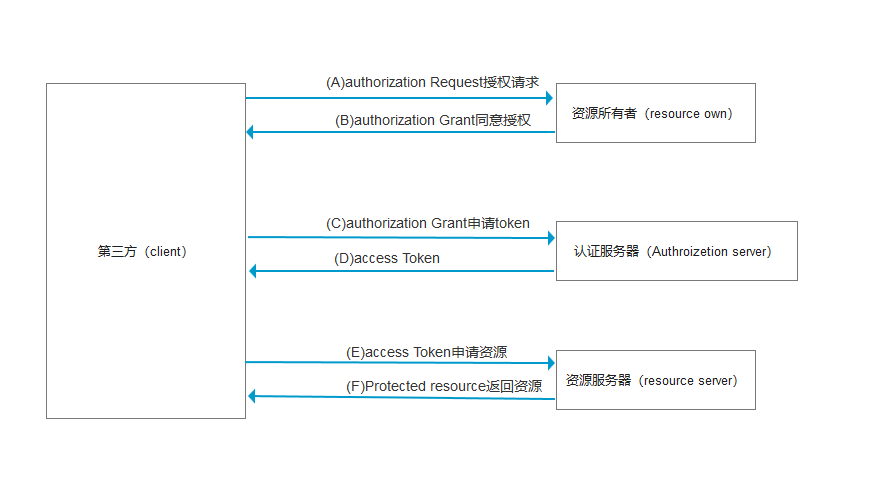 (A)authorization Request授权请求
资源所有者（resource own）
(B)authorization Grant同意授权
(C)authorization Grant申请token
第三方（client）
认证服务器（Authroizetion server）
(D)access Token
(E)access Token申请资源
资源服务器（resource server）
(F)Protected resource返回资源